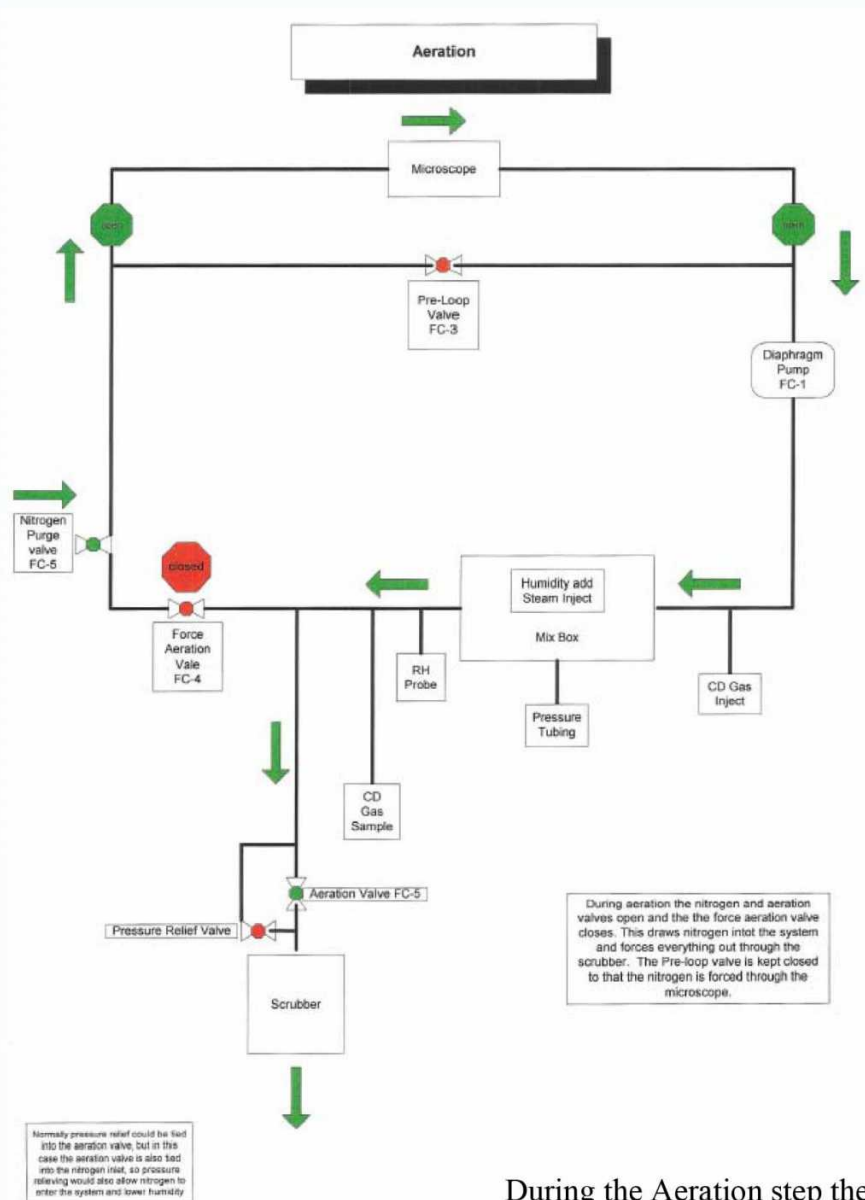 Aeration
Microscope
open
open
Pre-Loop
Valve
FC-3
Diaphragm
Pump
FC-1
Nitrogen
Purge
valve
FC-5
closed
Force
Aeration
Vale
FC-4
Humidity add
Steam Inject
Mix Box
RH
Probe
Pressure
Tubing
CD Gas
Inject
CD
Gas
Sample
Aeration Valve FC-5
Pressure Relief Valve
Scrubber
During aeration the nitrogen and aeration
valves open and the the force aeration valve
closes. This draws nitrogen intot the system
and forces everything out through the
scrubber. The Pre-loop valve is kept closed
to that the nitrogen is forced through the
microscope.
Normally pressure relief could be tied
into the aeration valve, but in this
case the aeration valve is also tied
into the nitrogen inlet, so pressure
relieving would also allow nitrogen to
enter the system and lower humidity
During the Aeration step the